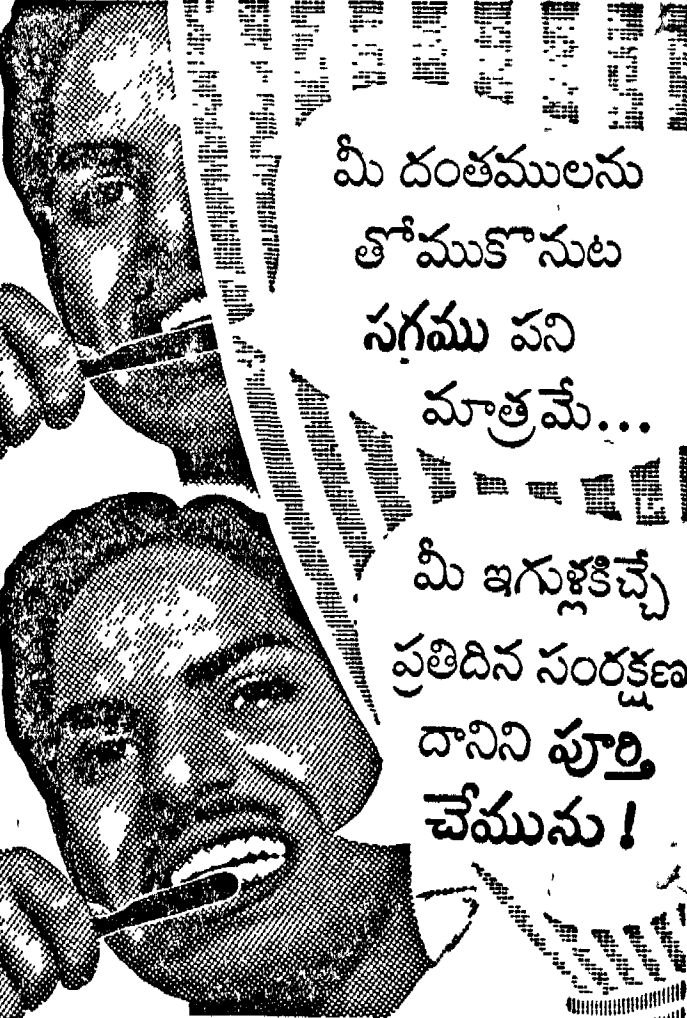 మీ దంతములను
తోముకొనుట
సగము పని
మాత్రమే...
మీ ఇగుళ్లకిచ్చే
ప్రతిదిన సంరక్షణ
దానిని పూర్తి
చేమును!